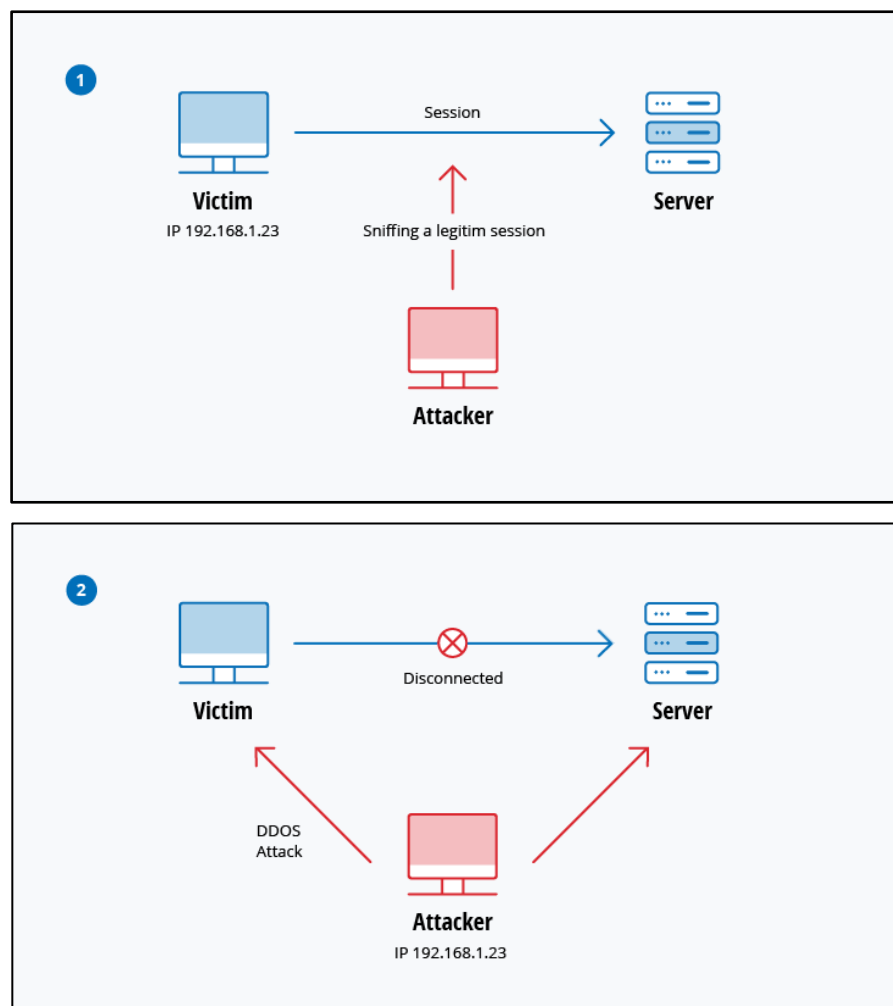 1
Session
Victim
Server
IP 192.168.1.23
Sniffing a legitim session
Attacker
2
Disconnected
Victim
Server
DDOS
Attack
Attacker
IP 192.168.1.23